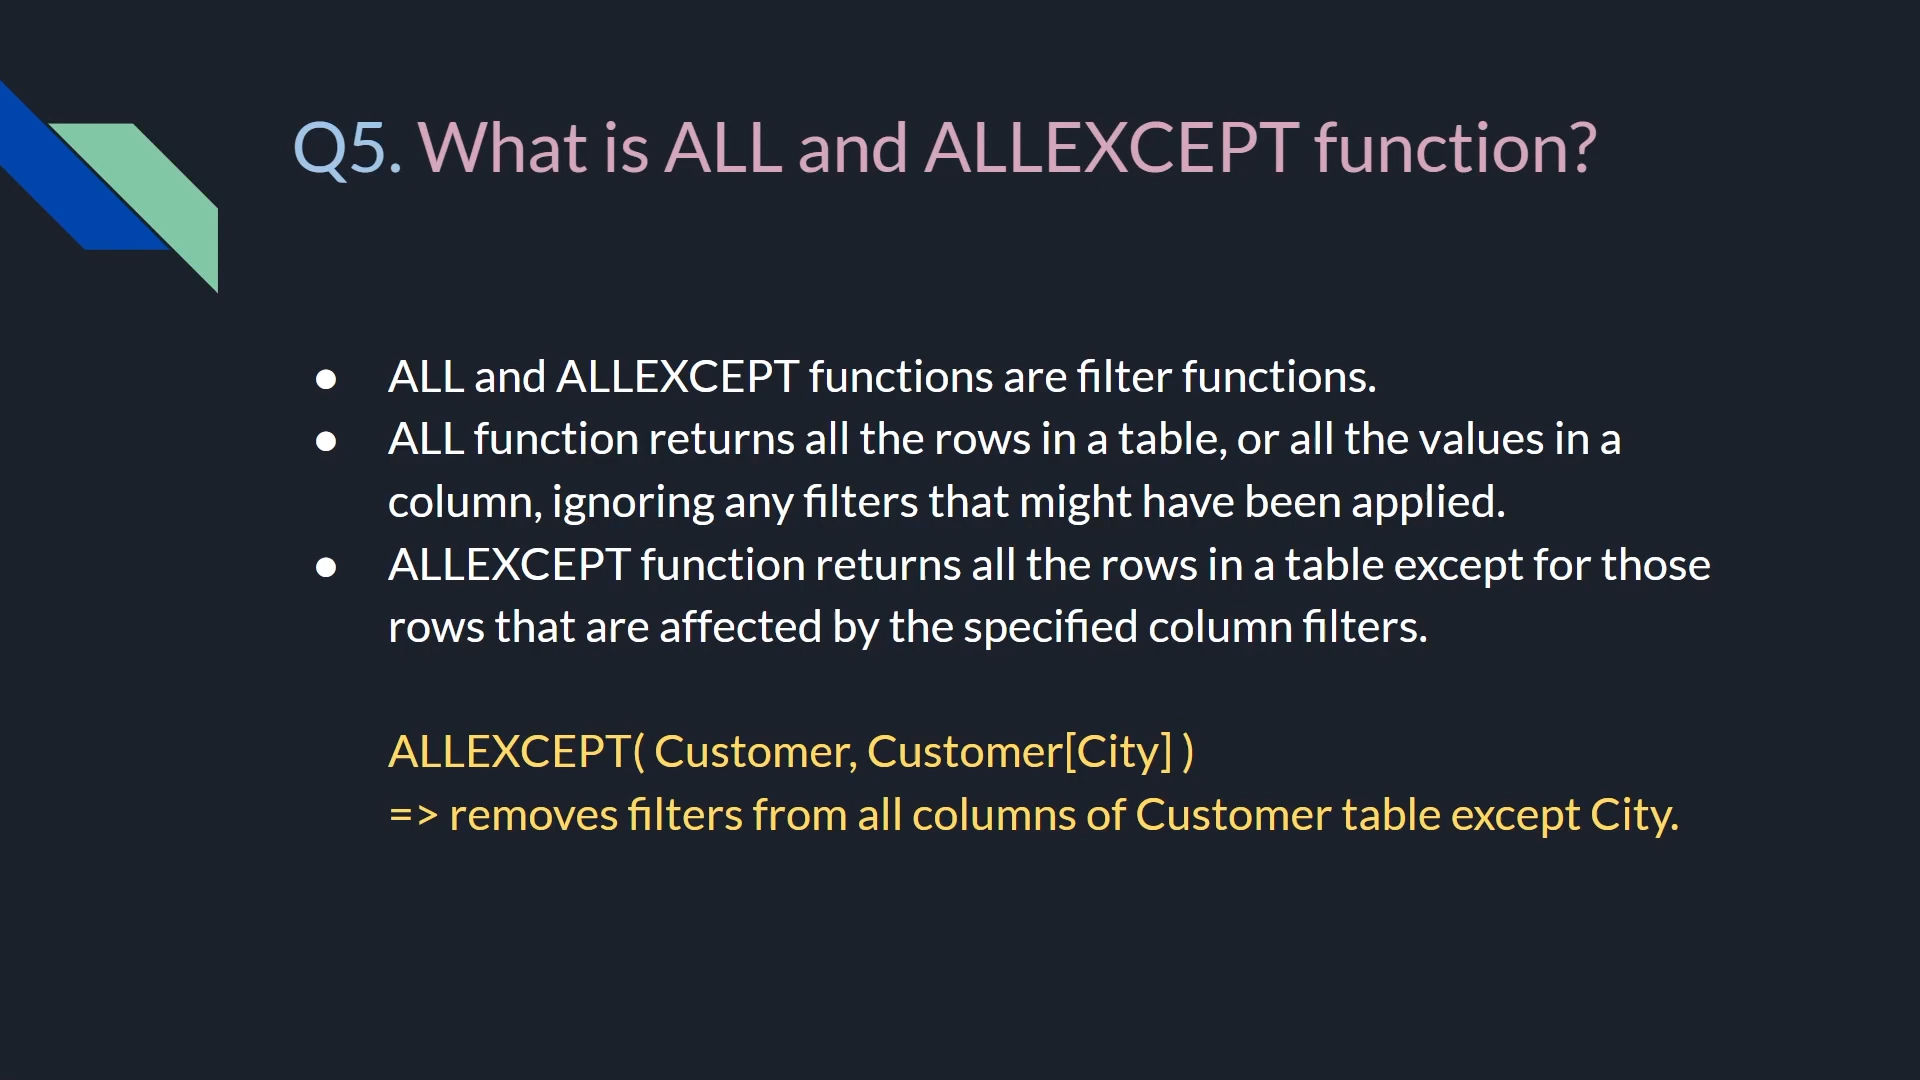 Q5. What is ALL and ALLEXCEPT function?
● ALL and ALLEXCEPT functions are filter functions.
● ALL function returns all the rows in a table, or all the values in a
column, ignoring any filters that might have been applied.
● ALLEXCEPT function returns all the rows in a table except for those
rows that are affected by the specified column filters.
ALLEXCEPT( Customer, Customer[City] )
=> removes filters from all columns of Customer table except City.